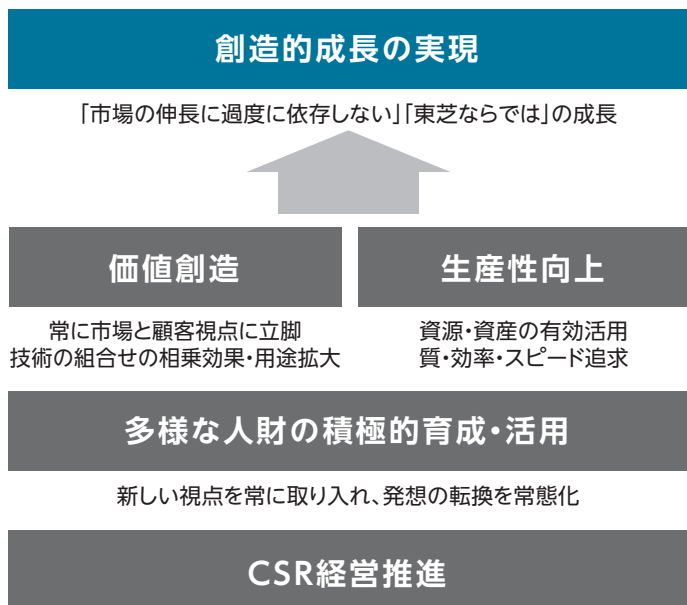 創造的成長の実現
「市場の伸長に過度に依存しない」「東芝ならでは」の成長
価値創造
常に市場と顧客視点に立脚
技術の組合せの相乗効果・用途拡大
生産性向上
資源・資産の有効活用
質・効率・スピード追求
多様な人財の積極的育成・活用
新しい視点を常に取り入れ、発想の転換を常態化
CSR経営推進